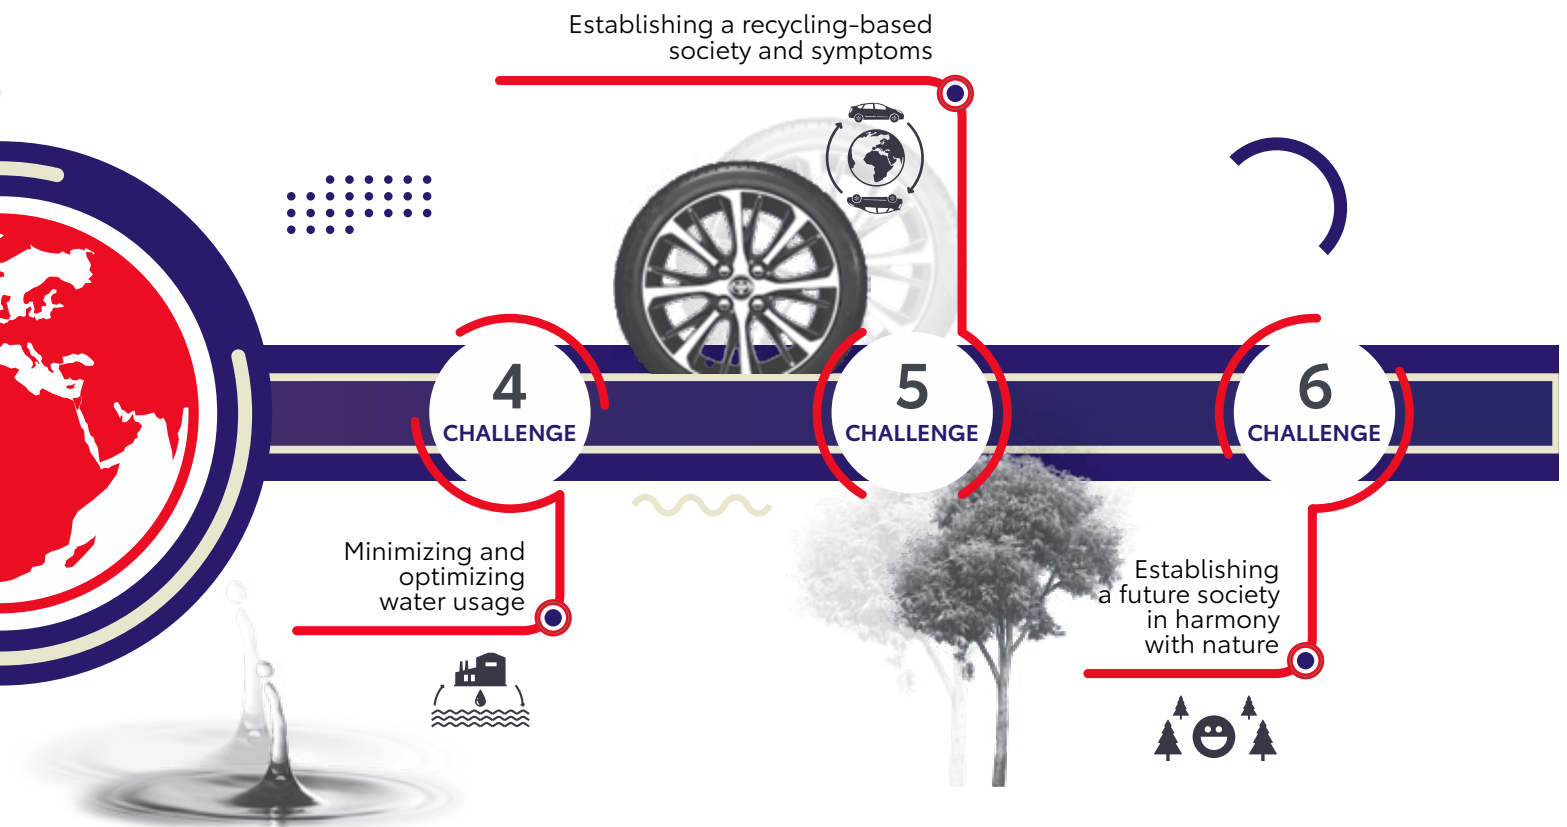 Establishing a recycling-based
society and symptoms
4
CHALLENGE
5
CHALLENGE
6
CHALLENGE
Minimizing and
optimizing
water usage
Establishing
a future society
in harmony
with nature